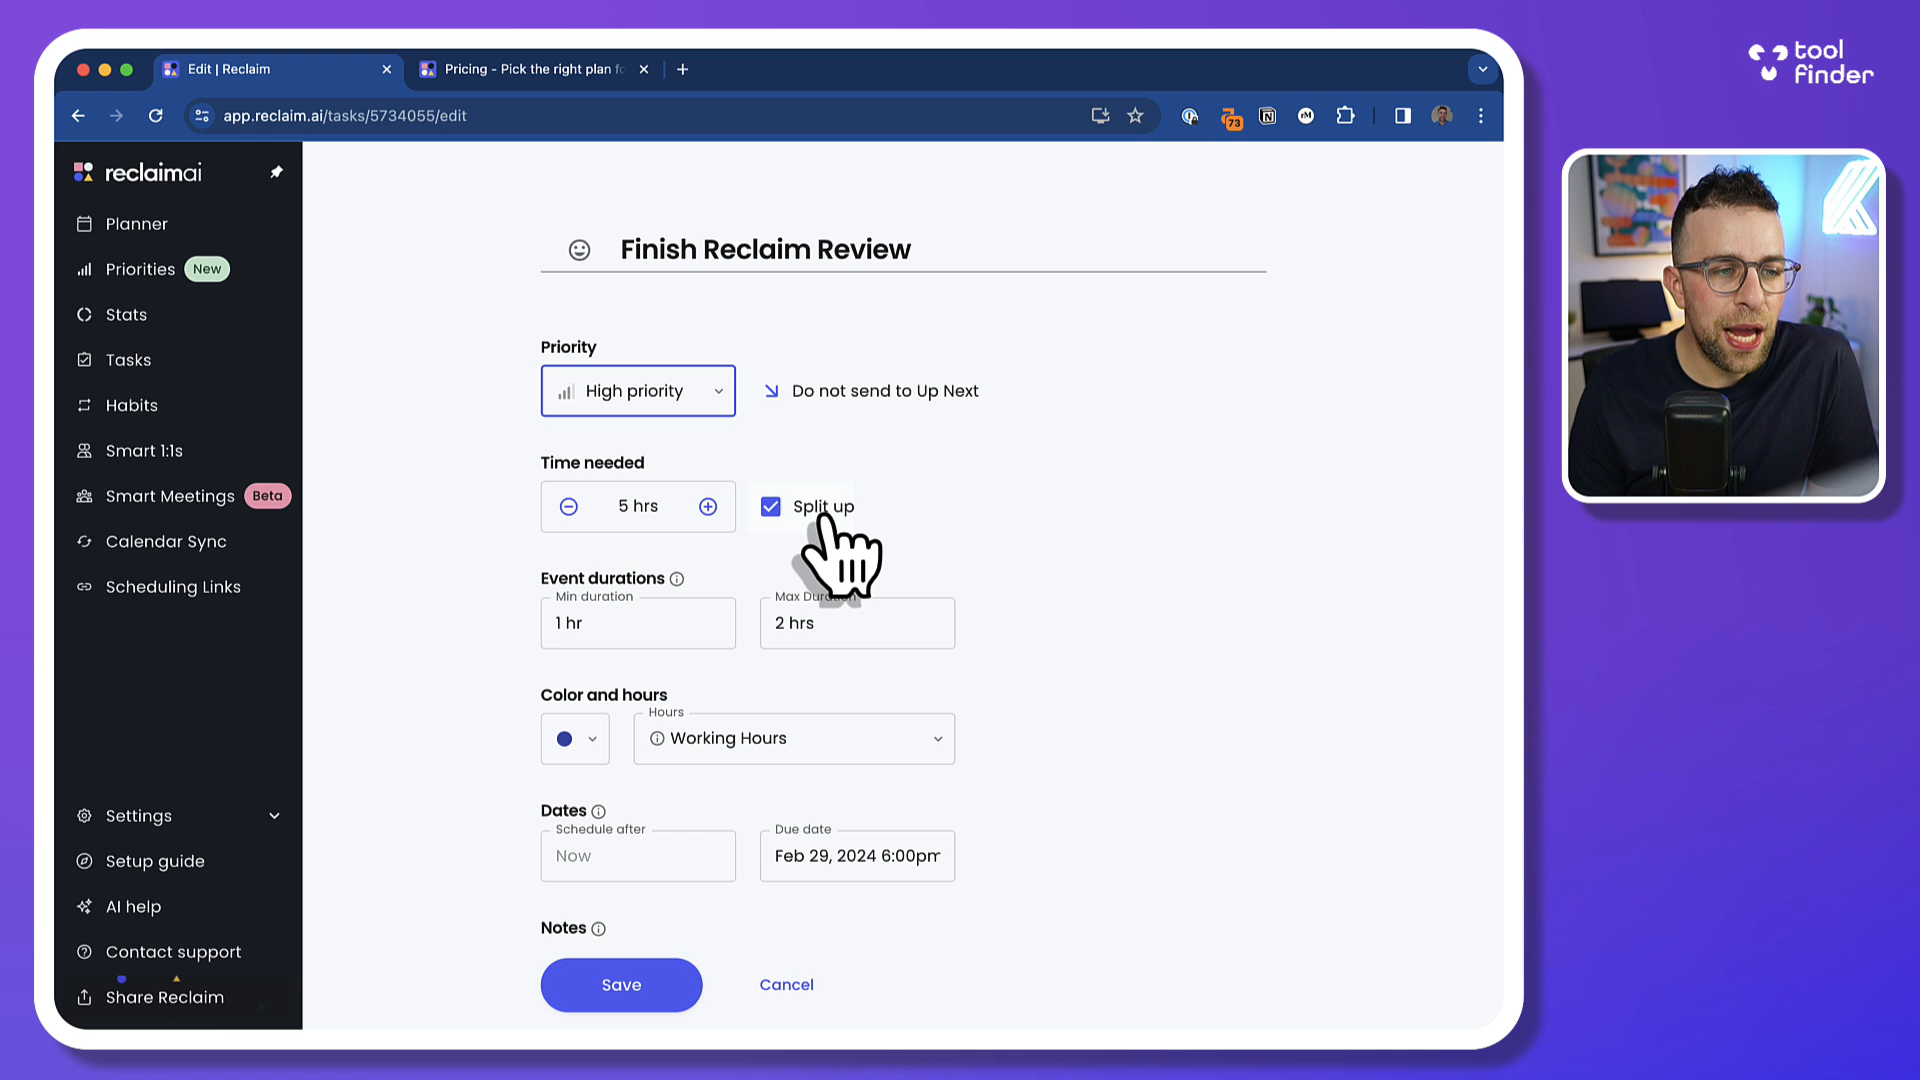 Edit | Reclaim
Pricing - Pick the right plan fo
tool
finder
app.reclaim.ai/tasks/5734055/edit
73
reclaimai
Planner
Priorities New
Stats
Tasks
Habits
Smart 1:1s
Smart Meetings Beta
Calendar Sync
Scheduling Links
Settings
Setup guide
AI help
Contact support
Share Reclaim
Finish Reclaim Review
Priority
High priority
Do not send to Up Next
Time needed
5 hrs
Split up
Event durations
Min duration
1 hr
Max Duration
2 hrs
Color and hours
Hours
Working Hours
Dates
Schedule after
Now
Due date
Feb 29, 2024 6:00pm
Notes
Save
Cancel